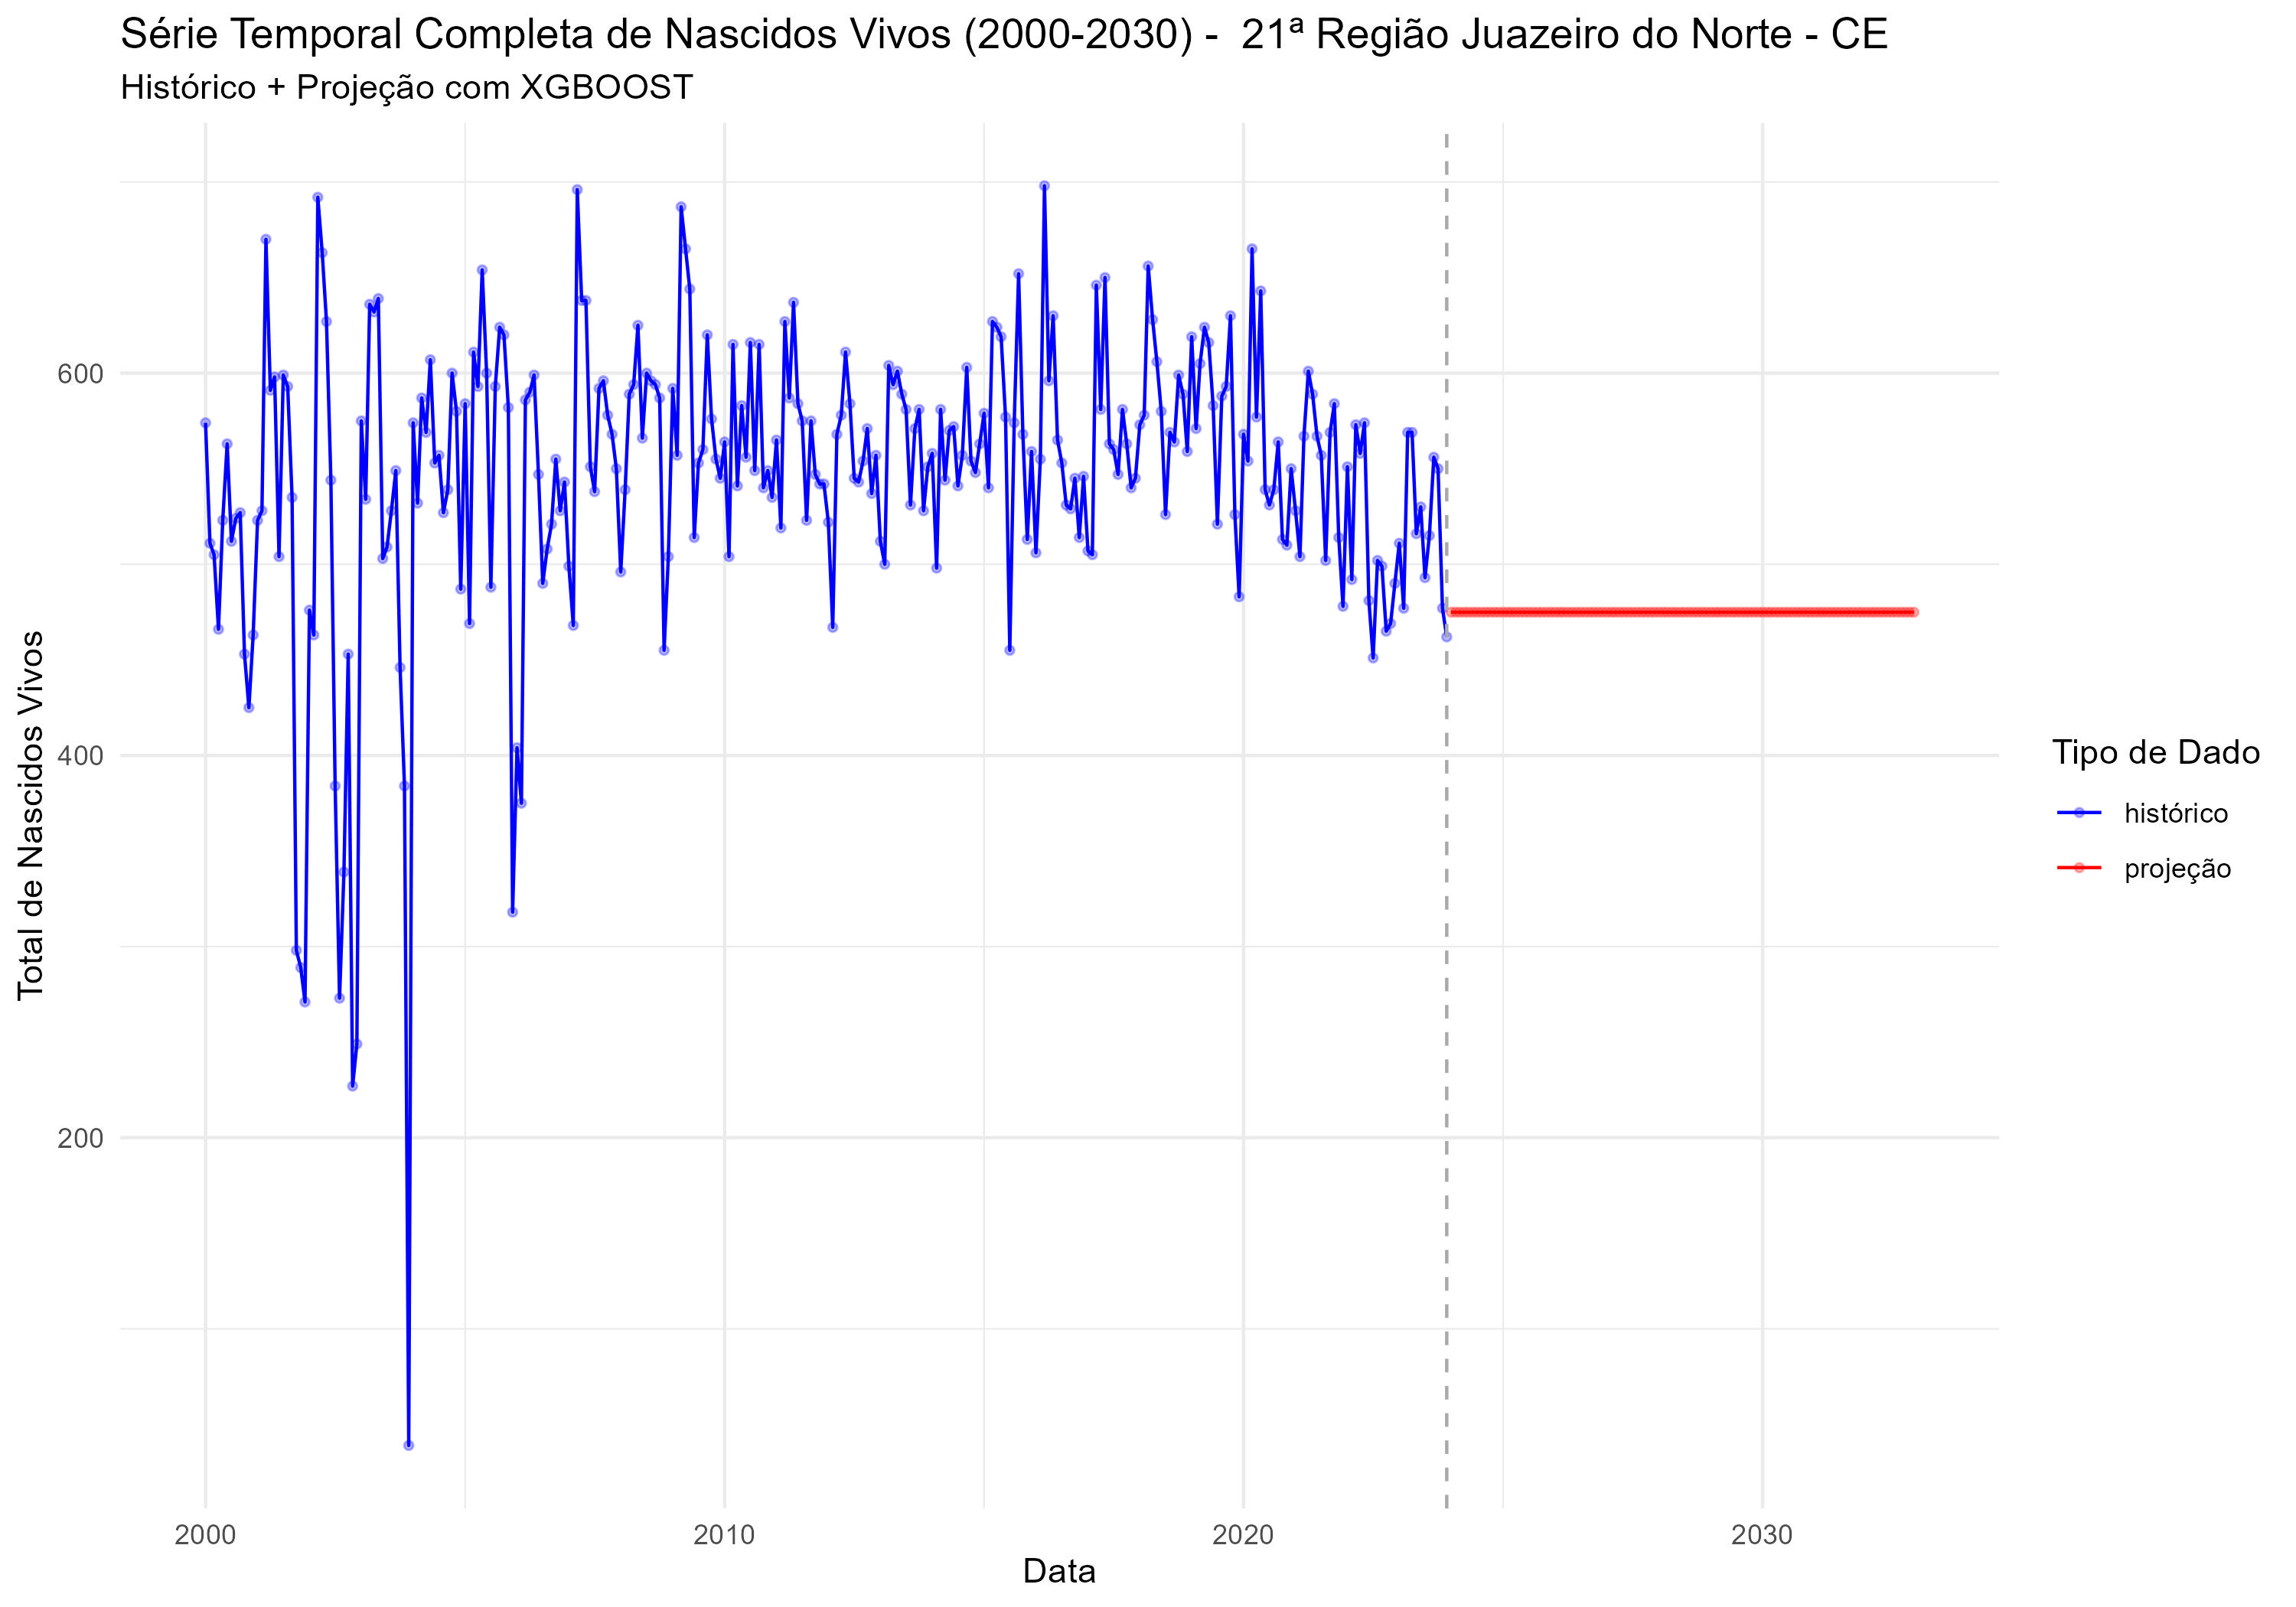 Série Temporal Completa de Nascidos Vivos (2000-2030) -  21ª Região Juazeiro do Norte - CE
Histórico + Projeção com XGBOOST
Total de Nascidos Vivos
600
400
200
2000
2010
2020
2030
Data
Tipo de Dado
histórico
projeção